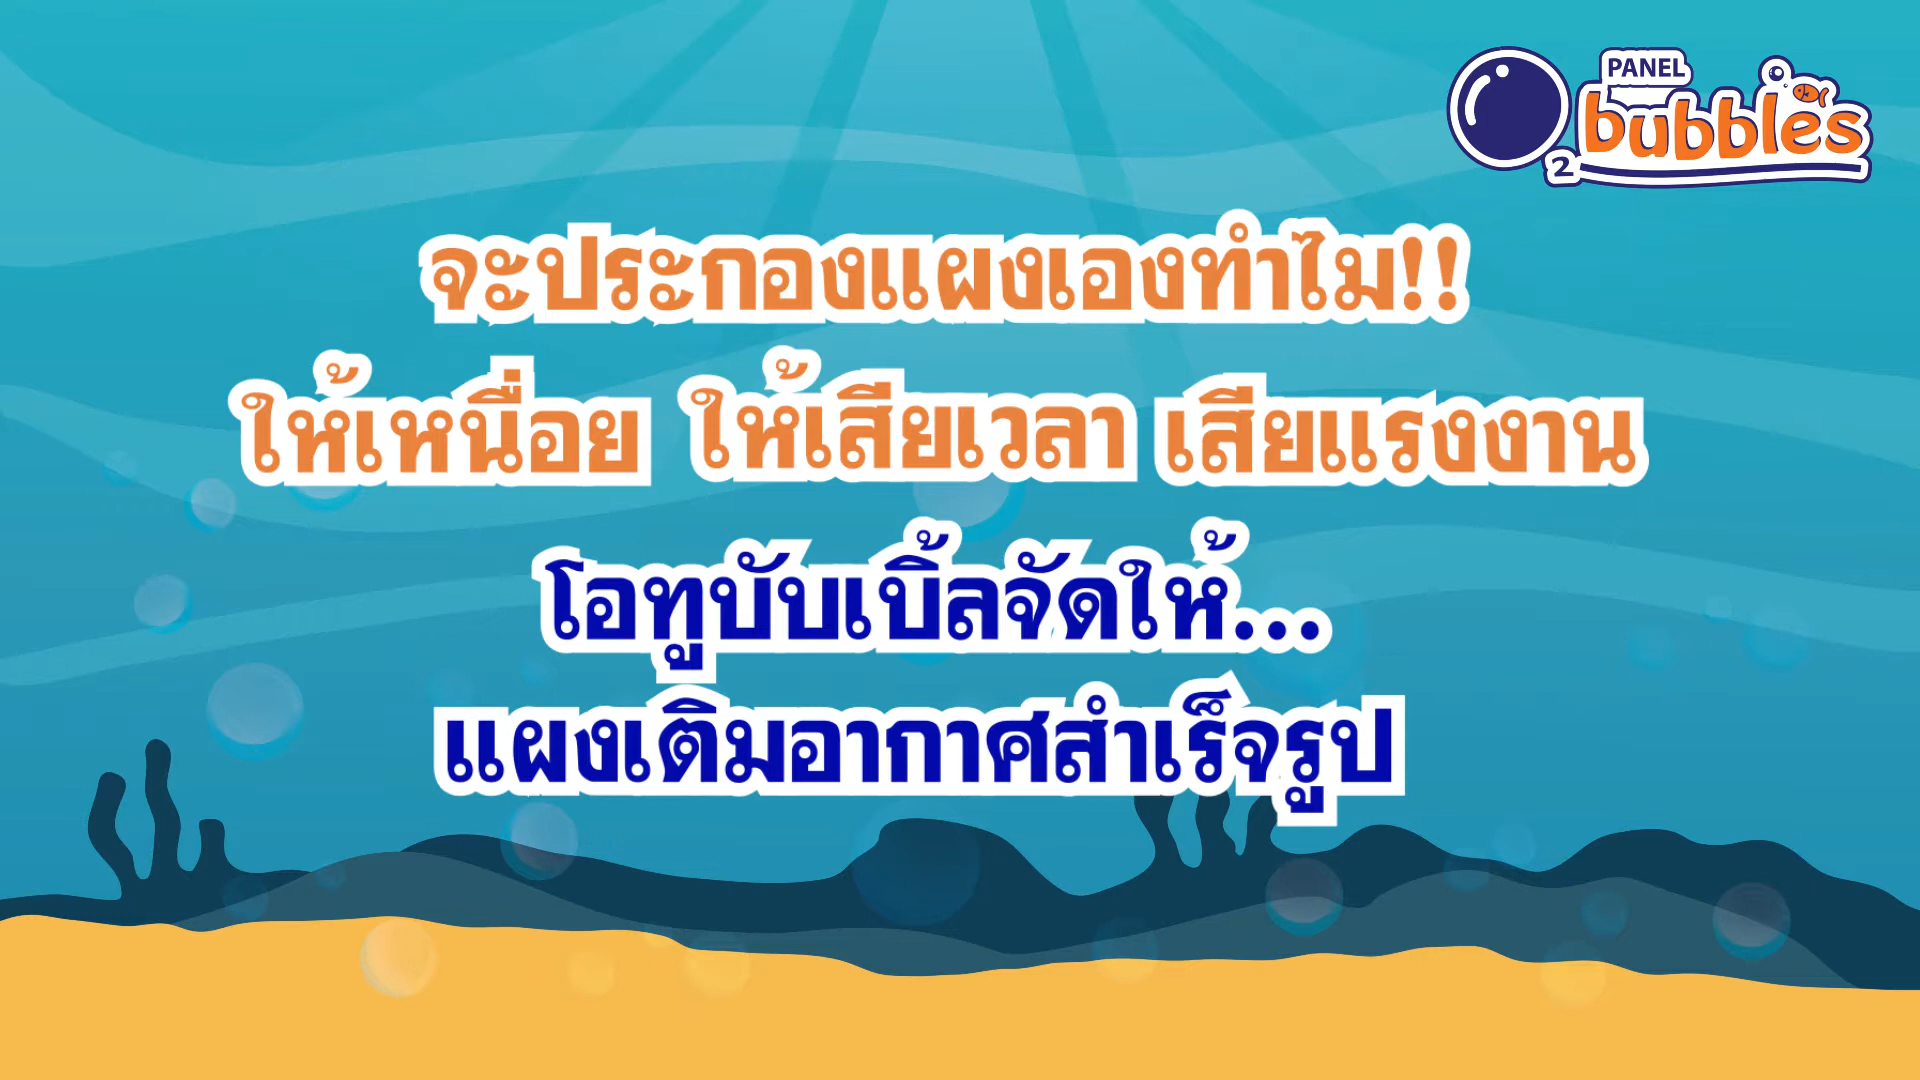 PANEL
O2 bubbles
จะประกองแผงเองทำไม!!
ให้เหนื่อย ให้เสียเวลา เสียแรงงาน
โอทูบับเบิ้ลจัดให้...
แผงเติมอากาศสำเร็จรูป